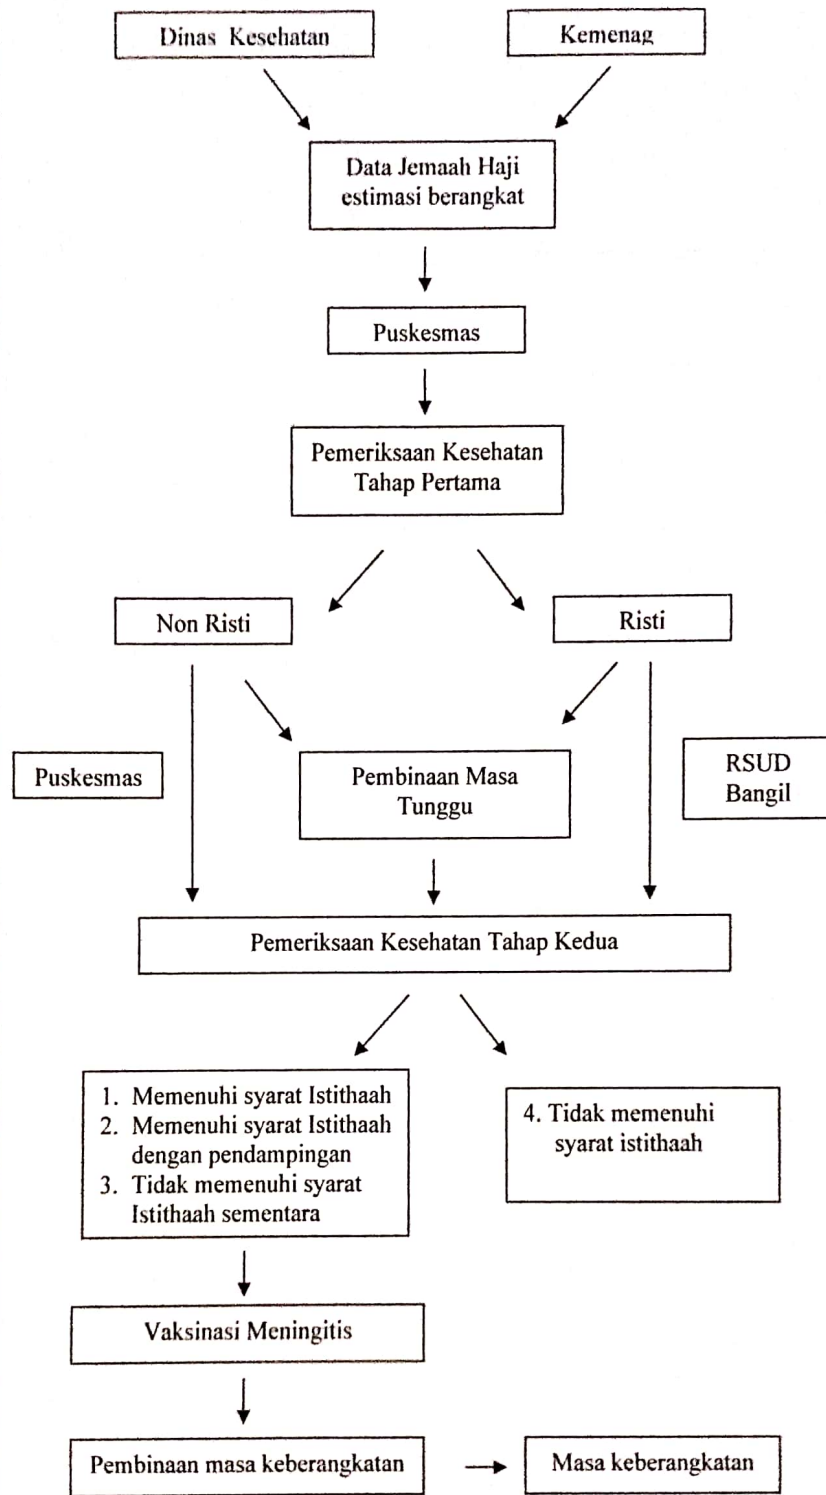 Dinas Kesehatan
Kemenag
Data Jemaah Haji
estimasi berangkat
Puskesmas
Pemeriksaan Kesehatan
Tahap Pertama
Non Risti
Risti
Puskesmas
Pembinaan Masa
Tunggu
RSUD
Bangil
Pemeriksaan Kesehatan Tahap Kedua
1. Memenuhi syarat Istithaah
2. Memenuhi syarat Istithaah
dengan pendampingan
3. Tidak memenuhi syarat
Istithaah sementara
4. Tidak memenuhi
syarat istithaah
Vaksinasi Meningitis
Pembinaan masa keberangkatan
Masa keberangkatan